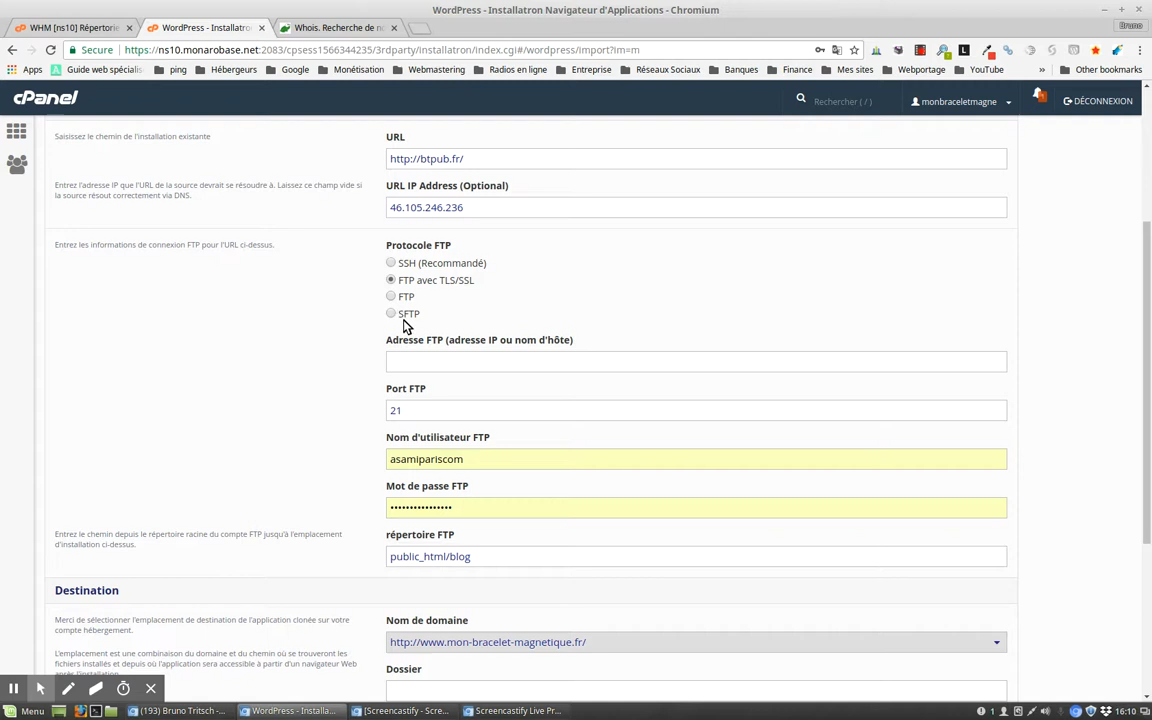 WordPress - Installatron Navigateur d'Applications - Chromium
WHM [ns10] Répertorie
WordPress - Installatro
Whois. Recherche de no
Bruno
Secure
https://ns10.monarobase.net:2083/cpsess1566344235/3rdparty/installatron/index.cgi#/wordpress/import?im=m
Apps
Guide web spécialis
ping
Hébergeurs
Google
Monétisation
Webmastering
Radios en ligne
Entreprise
Réseaux Sociaux
Banques
Finance
Mes sites
Webportage
YouTube
»
Other bookmarks
cPanel
Rechercher ( / )
monbraceletmagne
DÉCONNEXION
Saisissez le chemin de l'installation existante
URL
http://btpub.fr/
Entrez l'adresse IP que l'URL de la source devrait se résoudre à. Laissez ce champ vide si
la source résout correctement via DNS.
URL IP Address (Optional)
46.105.246.236
Entrez les informations de connexion FTP pour l'URL ci-dessus.
Protocole FTP
SSH (Recommandé)
FTP avec TLS/SSL
FTP
SFTP
Adresse FTP (adresse IP ou nom d'hôte)
Port FTP
21
Nom d'utilisateur FTP
asamipariscom
Mot de passe FTP
••••••••••••••••
Entrez le chemin depuis le répertoire racine du compte FTP jusqu'à l'emplacement
d'installation ci-dessus.
répertoire FTP
public_html/blog
Destination
Merci de sélectionner l'emplacement de destination de l'application clonée sur votre
compte hébergement.
Nom de domaine
http://www.mon-bracelet-magnetique.fr/
L'emplacement est une combinaison du domaine et du chemin où se trouveront les
fichiers installés et depuis où l'application sera accessible à partir d'un navigateur Web
après l'installation.
Dossier
Menu
(193) Bruno Tritsch -...
WordPress - Installa...
[Screencastify - Scre...
Screencastify Live Pr...
1
16:10